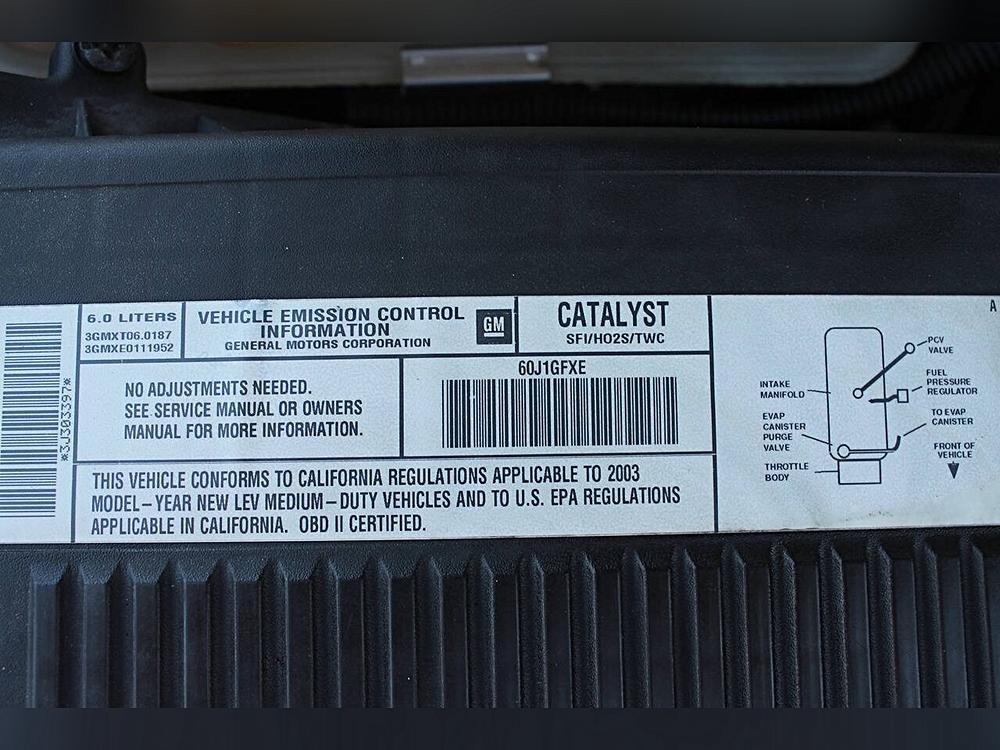 *3J303397*
6.0 LITERS
3GMXT06.0187
3GMXE0111952
VEHICLE EMISSION CONTROL
INFORMATION
GENERAL MOTORS CORPORATION
GM
CATALYST
SFI/HO2S/TWC
NO ADJUSTMENTS NEEDED.
SEE SERVICE MANUAL OR OWNERS
MANUAL FOR MORE INFORMATION.
60J1GFXE
THIS VEHICLE CONFORMS TO CALIFORNIA REGULATIONS APPLICABLE TO 2003
MODEL-YEAR NEW LEV MEDIUM-DUTY VEHICLES AND TO U.S. EPA REGULATIONS
APPLICABLE IN CALIFORNIA. OBD II CERTIFIED.
A
PCV
VALVE
INTAKE
MANIFOLD
FUEL
PRESSURE
REGULATOR
EVAP
CANISTER
PURGE
VALVE
TO EVAP
CANISTER
THROTTLE
BODY
FRONT OF
VEHICLE